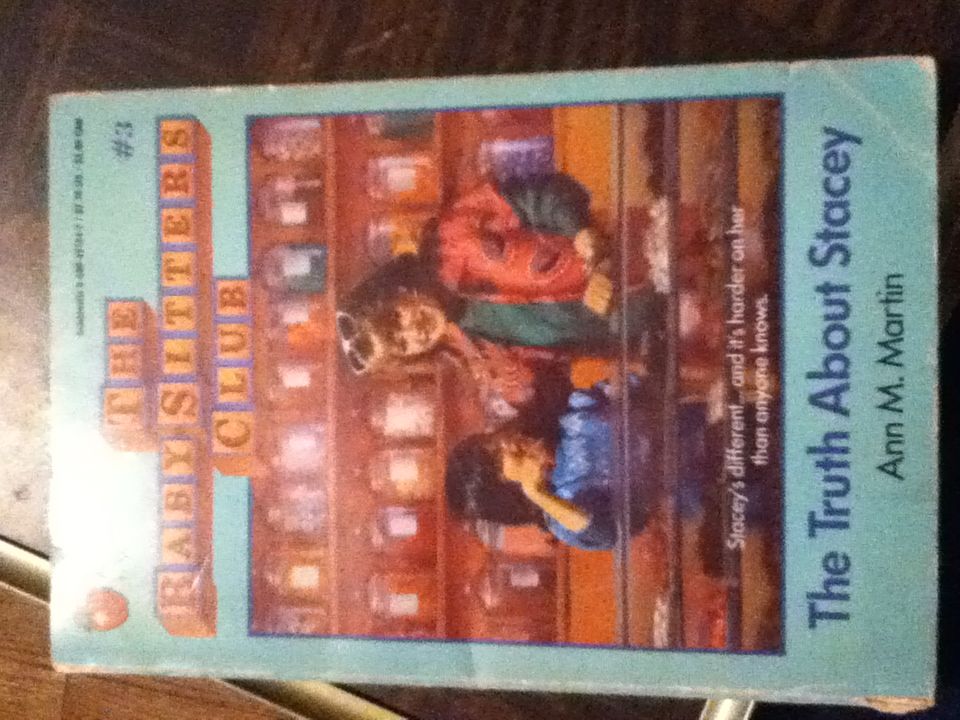 #3
THE
BABY-SITTERS
CLUB
Stacey's different...and it's harder on her
than anyone knows.
The Truth About Stacey
Ann M. Martin